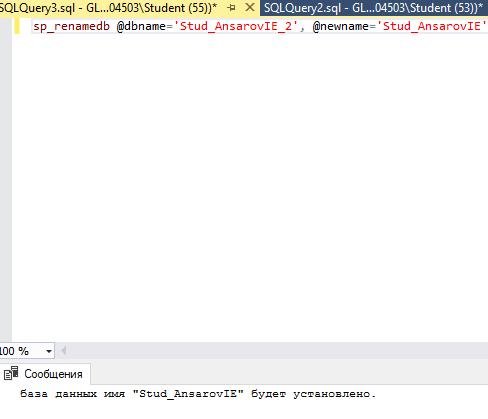 SQLQuery3.sql - GL...04503\Student (55))*
SQLQuery2.sql - GL...04503\Student (53))*
sp_renamedb @dbname='Stud_AnsarovIE_2', @newname='Stud_AnsarovIE'
100 %
Сообщения
база данных имя "Stud_AnsarovIE" будет установлено.